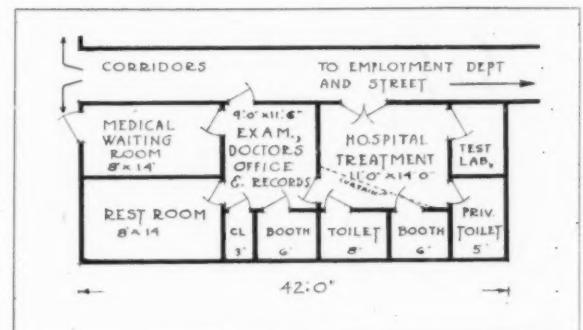 CORRIDORS
TO EMPLOYMENT DEPT
AND STREET
MEDICAL
WAITING
ROOM
8' X 14'
9'·0" X 11'·6"
EXAM.,
DOCTORS
OFFICE
& RECORDS
HOSPITAL
TREATMENT
11'·0" X 14'·0"
CURTAIN
TEST
LAB.
REST ROOM
8' X 14
CL
3'
BOOTH
6'
TOILET
8'
BOOTH
6'
PRIV.
TOILET
5'
42'·0"